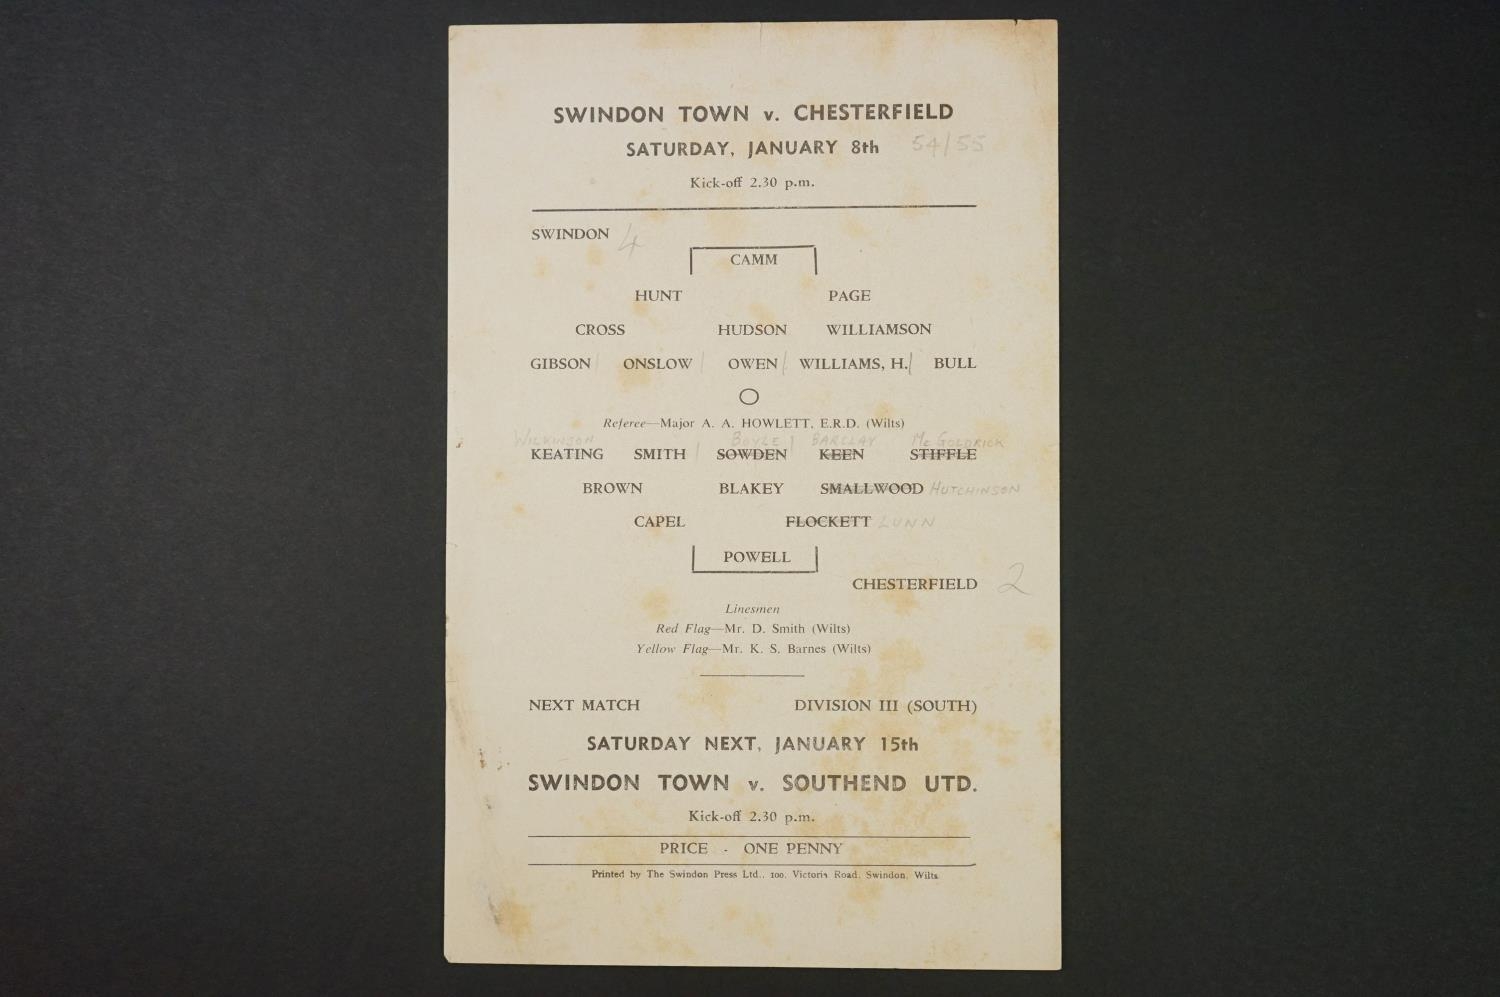 SWINDON TOWN v. CHESTERFIELD
SATURDAY, JANUARY 8th 54/55
Kick-off 2.30 p.m.
SWINDON 4
CAMM
HUNT PAGE
CROSS HUDSON WILLIAMSON
GIBSON ONSLOW OWEN WILLIAMS, H. BULL
Referee—Major A. A. HOWLETT, E.R.D. (Wilts)
WILKINSON BOYLE BARCLAY Mc GOLDRICK
KEATING SMITH SOWDEN KEEN STIFFLE
BROWN BLAKEY SMALLWOOD HUTCHINSON
CAPEL FLOCKETT LUNN
POWELL
CHESTERFIELD 2
Linesmen
Red Flag—Mr. D. Smith (Wilts)
Yellow Flag—Mr. K. S. Barnes (Wilts)
NEXT MATCH DIVISION III (SOUTH)
SATURDAY NEXT, JANUARY 15th
SWINDON TOWN v. SOUTHEND UTD.
Kick-off 2.30 p.m.
PRICE - ONE PENNY
Printed by The Swindon Press Ltd., 100, Victoria Road, Swindon, Wilts.